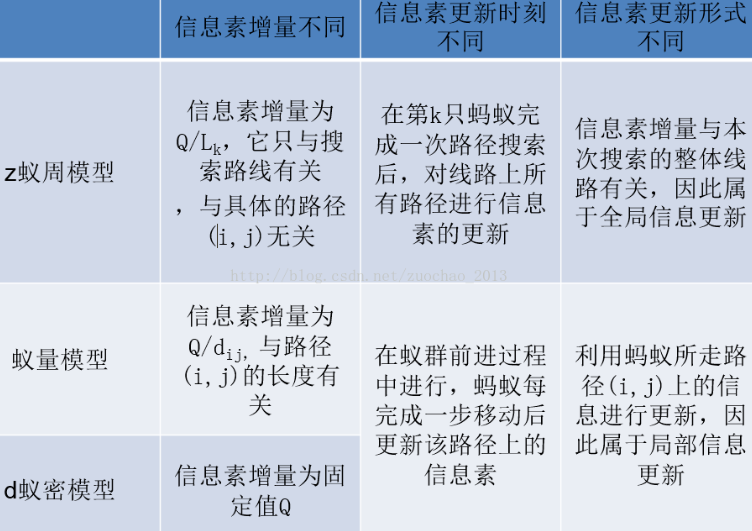 信息素增量不同
信息素更新时刻
不同
信息素更新形式
不同
z蚁周模型
信息素增量为
Q/Lk，它只与搜
索路线有关
，与具体的路径
(i,j)无关
在第k只蚂蚁完
成一次路径搜索
后，对线路上所
有路径进行信息
素的更新
信息素增量与本
次搜索的整体线
路有关，因此属
于全局信息更新
http://blog.csdn.net/zuochao_2013
蚁量模型
信息素增量为
Q/dij,与路径
(i,j)的长度有
关
在蚁群前进过程
中进行，蚂蚁每
完成一步移动后
更新该路径上的
信息素
利用蚂蚁所走路
径(i,j)上的信
息进行更新，因
此属于局部信息
更新
d蚁密模型
信息素增量为固
定值Q